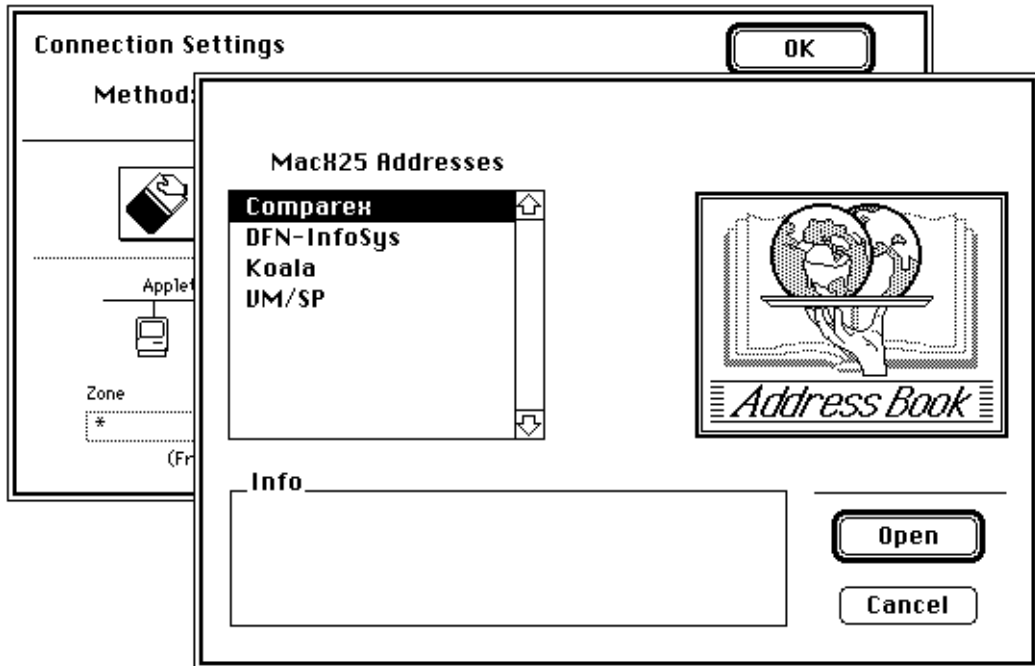 Connection Settings
OK
Method:
MacX25 Addresses
Comparex
DFN-InfoSys
Koala
VM/SP
Address Book
Zone
*
(Fr
Info
Open
Cancel